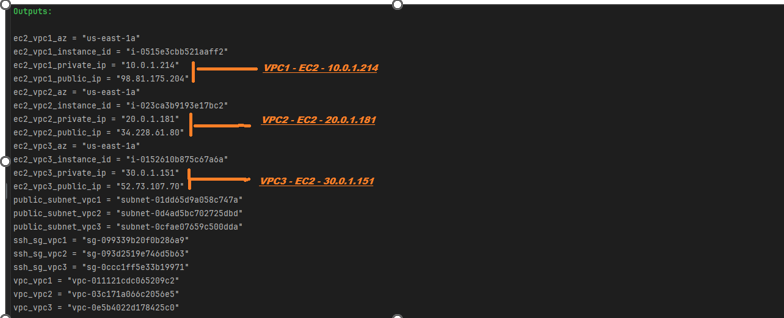 Outputs:
ec2_vpc1_az = "us-east-1a"
ec2_vpc1_instance_id = "i-0515e3cbb521aaff2"
ec2_vpc1_private_ip = "10.0.1.214"
VPC1 - EC2 - 10.0.1.214
ec2_vpc1_public_ip = "98.81.175.204"
ec2_vpc2_az = "us-east-1a"
ec2_vpc2_instance_id = "i-023ca3b9193e17bc2"
ec2_vpc2_private_ip = "20.0.1.181"
VPC2 - EC2 - 20.0.1.181
ec2_vpc2_public_ip = "34.228.61.80"
ec2_vpc3_az = "us-east-1a"
ec2_vpc3_instance_id = "i-0152610b875c67a6a"
ec2_vpc3_private_ip = "30.0.1.151"
VPC3 - EC2 - 30.0.1.151
ec2_vpc3_public_ip = "52.73.107.70"
public_subnet_vpc1 = "subnet-01dd65d9a058c747a"
public_subnet_vpc2 = "subnet-0d4ad5bc702725dbd"
public_subnet_vpc3 = "subnet-0cfae07659c500dda"
ssh_sg_vpc1 = "sg-099339b20f0b286a9"
ssh_sg_vpc2 = "sg-093d2519e746d5b63"
ssh_sg_vpc3 = "sg-0ccc1ff5e33b19971"
vpc_vpc1 = "vpc-011121cdc065209c2"
vpc_vpc2 = "vpc-03c171a066c2056e5"
vpc_vpc3 = "vpc-0e5b4022d178425c0"